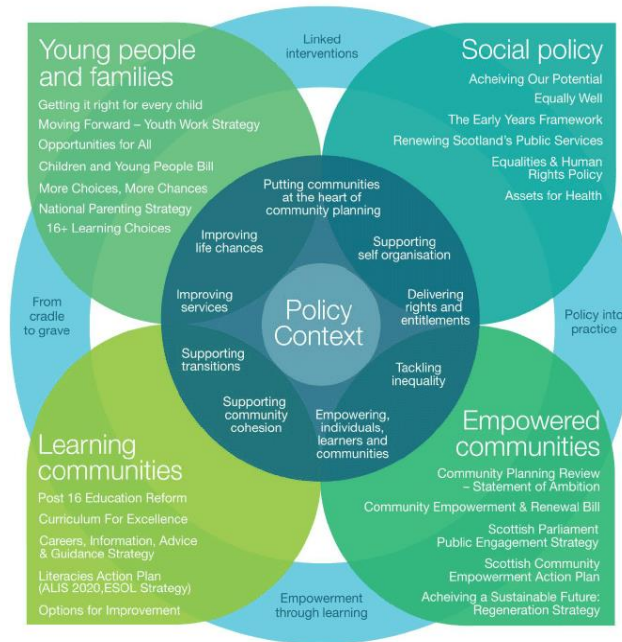 Linked
interventions
Young people
and families
Getting it right for every child
Moving Forward – Youth Work Strategy
Opportunities for All
Children and Young People Bill
More Choices, More Chances
National Parenting Strategy
16+ Learning Choices
Social policy
Acheiving Our Potential
Equally Well
The Early Years Framework
Renewing Scotland's Public Services
Equalities & Human
Rights Policy
Assets for Health
Putting communities
at the heart of
community planning
Improving
life chances
Supporting
self organisation
Improving
services
Delivering
rights and
entitlements
Policy
Context
From
cradle
to grave
Policy into
practice
Supporting
transitions
Tackling
inequality
Supporting
community
cohesion
Empowering,
individuals,
learners and
communities
Learning
communities
Post 16 Education Reform
Curriculum For Excellence
Careers, Information, Advice
& Guidance Strategy
Literacies Action Plan
(ALIS 2020,ESOL Strategy)
Options for Improvement
Empowered
communities
Community Planning Review
– Statement of Ambition
Community Empowerment & Renewal Bill
Scottish Parliament
Public Engagement Strategy
Scottish Community
Empowerment Action Plan
Acheiving a Sustainable Future:
Regeneration Strategy
Empowerment
through learning